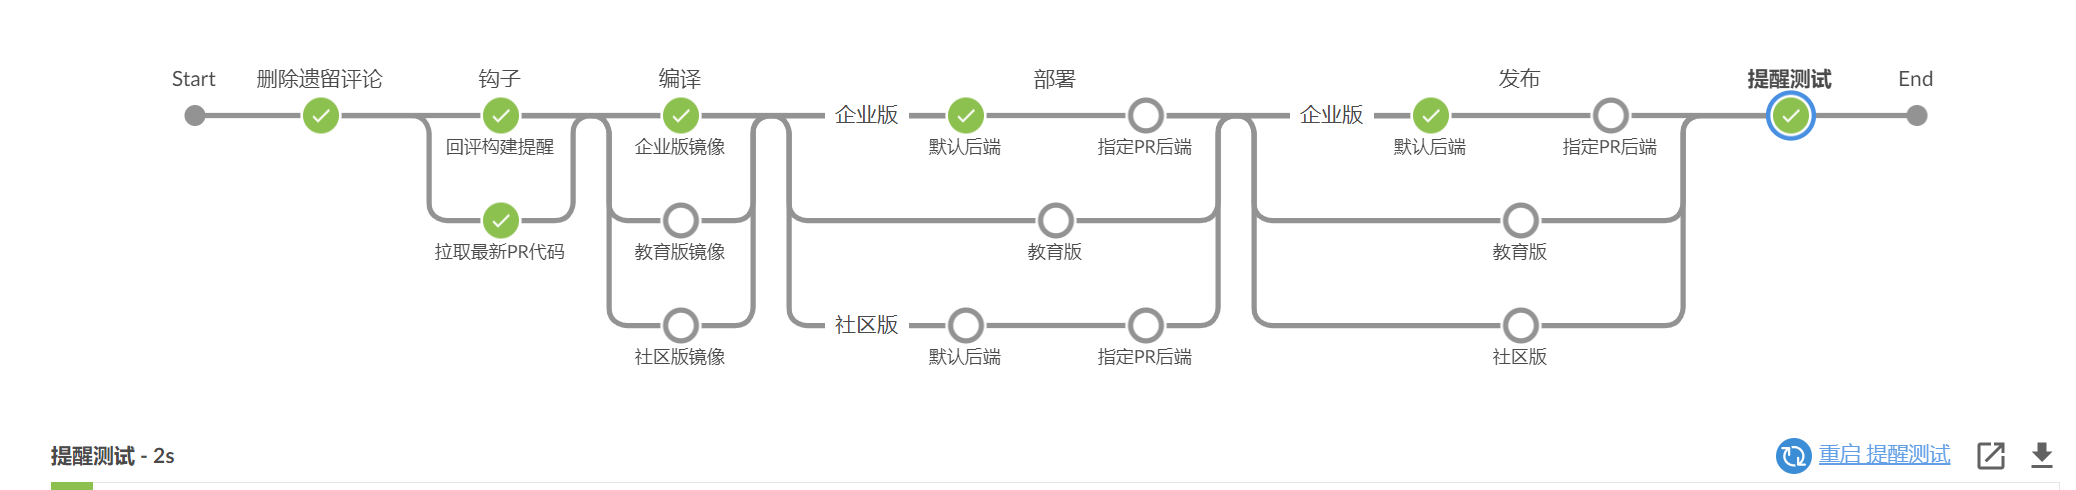 Start
删除遗留评论
钩子
编译
部署
发布
提醒测试
End
企业版
企业版
回评构建提醒
企业版镜像
默认后端
指定PR后端
默认后端
指定PR后端
拉取最新PR代码
教育版镜像
教育版
教育版
社区版
社区版镜像
默认后端
指定PR后端
社区版
提醒测试 - 2s
重启 提醒测试